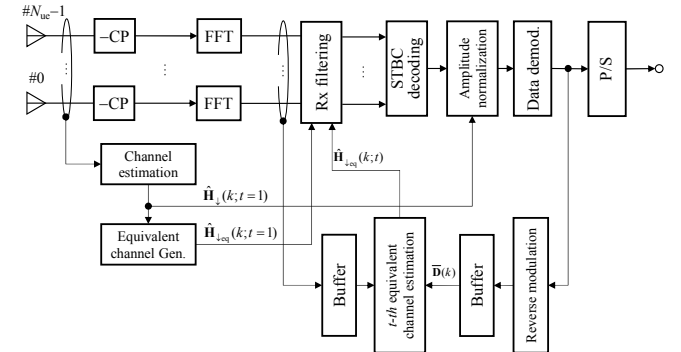 #N_ue−1
−CP
FFT
⋮
⋮
⋮
⋮
#0
−CP
FFT
Rx filtering
STBC
decoding
Amplitude
normalization
Data demod.
P/S
Channel
estimation
Ĥ↓(k;t=1)
Equivalent
channel Gen.
Ĥ↓eq(k;t=1)
Ĥ↓eq(k;t)
Buffer
t-th equivalent
channel estimation
D̅(k)
Buffer
Reverse modulation